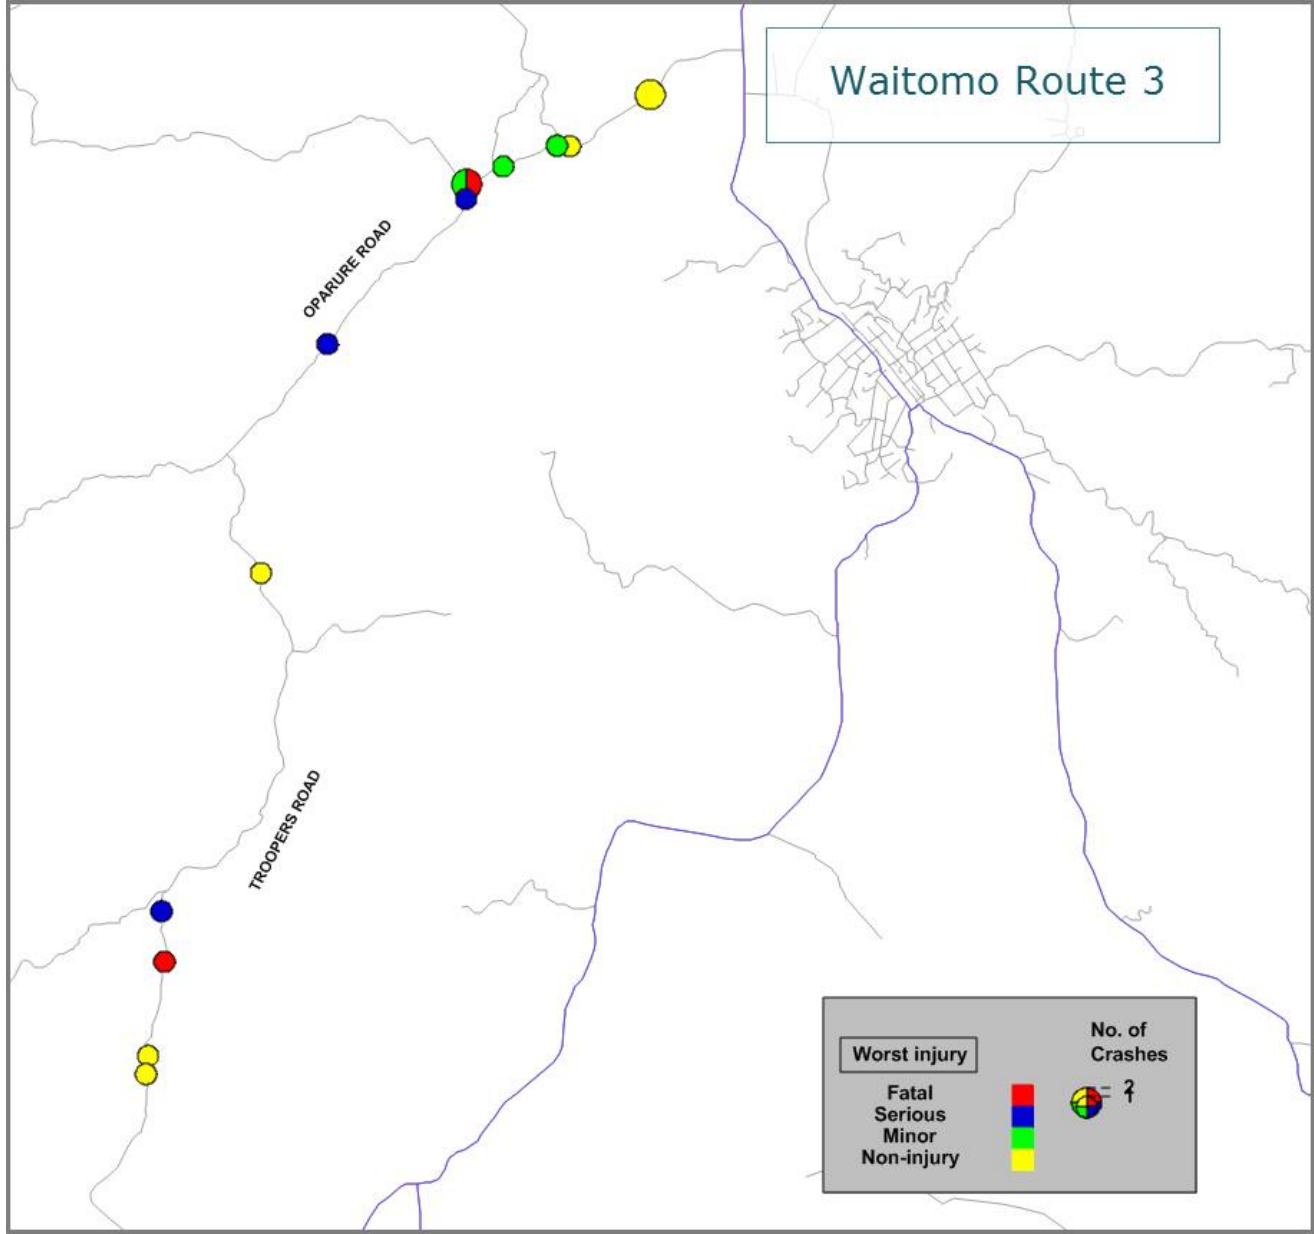 Waitomo Route 3
OPARURE ROAD
TROOPERS ROAD
No. of
Crashes
Worst injury
Fatal
Serious
Minor
Non-injury
2
1